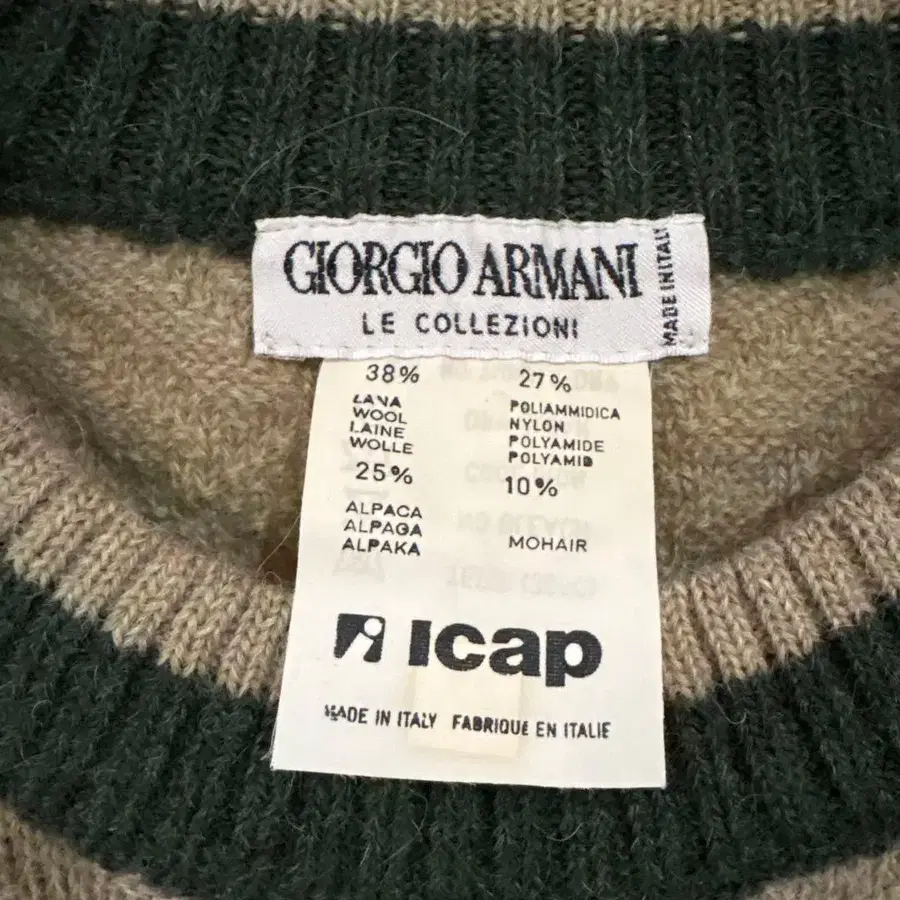 GIORGIO ARMANI
LE COLLEZIONI
MADE IN ITALY
38%
LANA
WOOL
LAINE
WOLLE
25%
ALPACA
ALPAGA
ALPAKA
27%
POLIAMMIDICA
NYLON
POLYAMIDE
POLYAMID
10%
MOHAIR
Icap
MADE IN ITALY FABRIQUE EN ITALIE